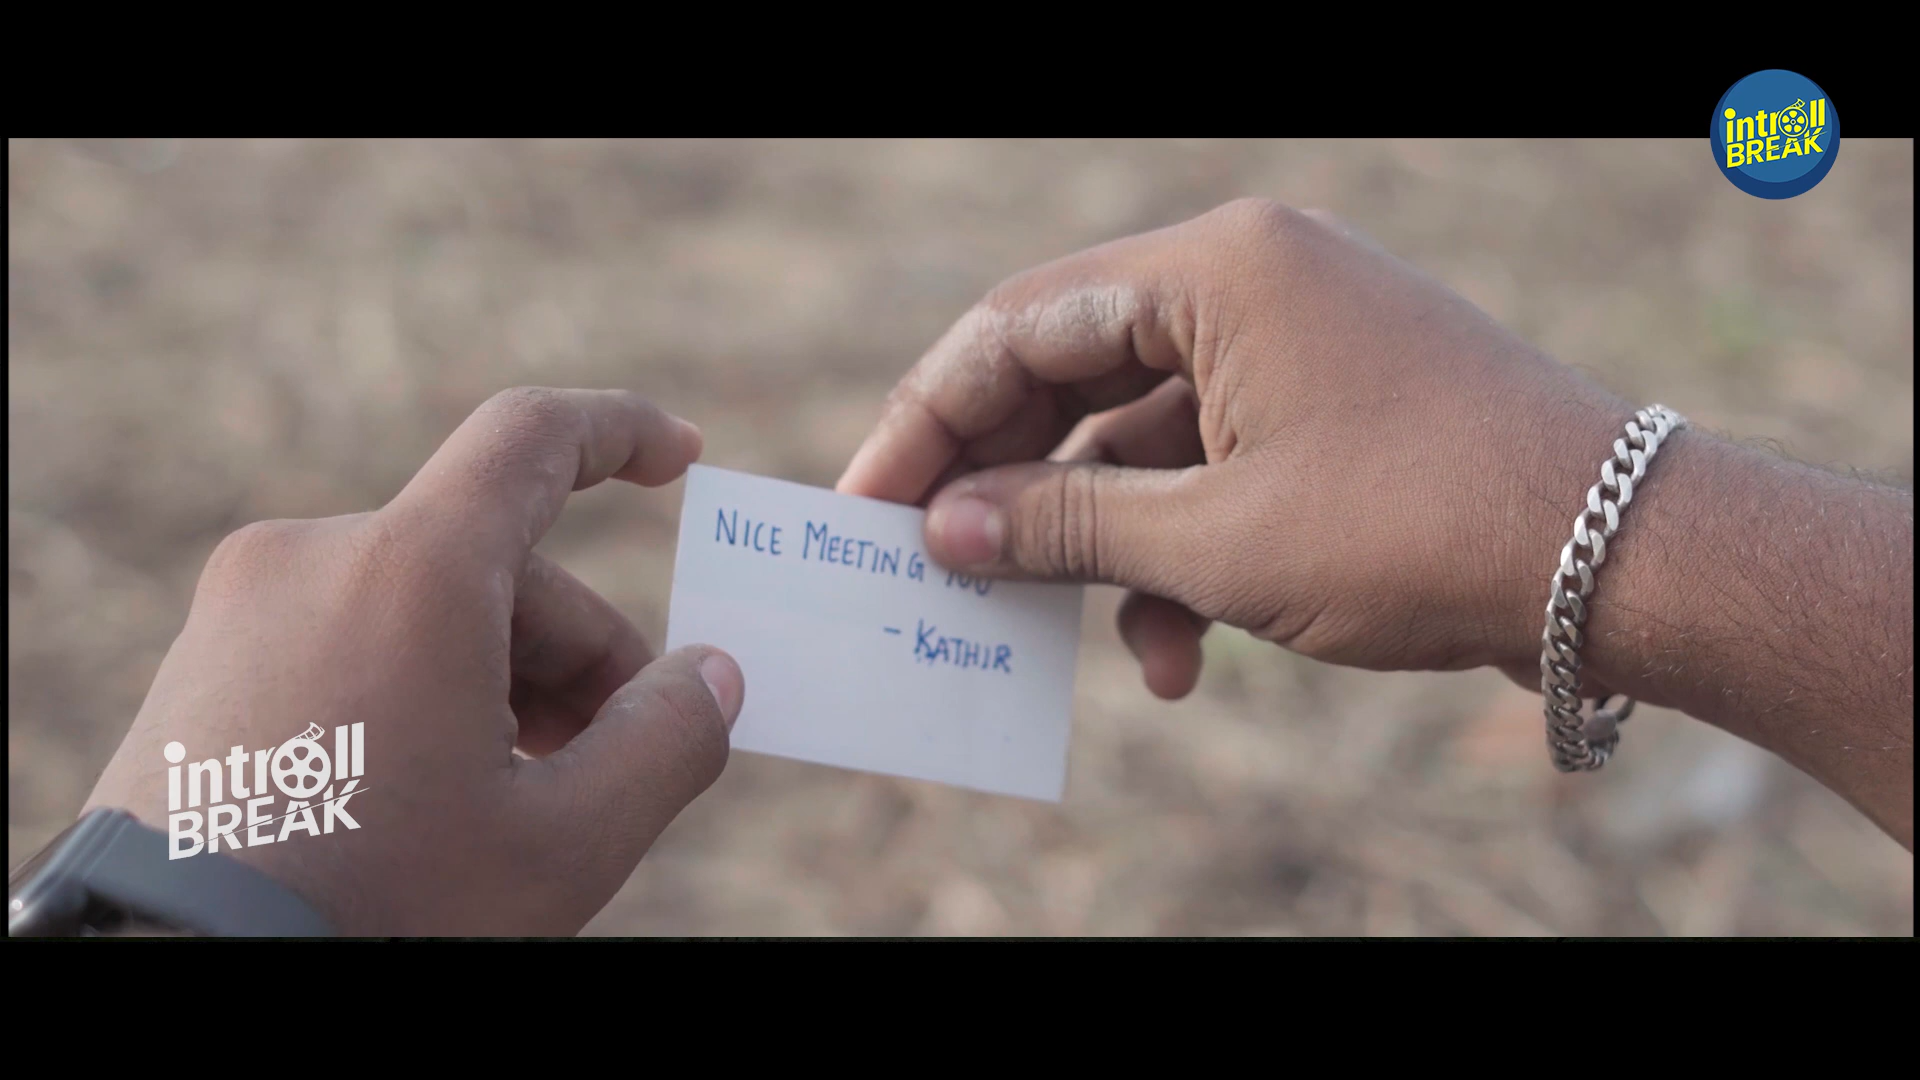 introll
BREAK
NICE MEETING YOU
- KATHIR
introll
BREAK